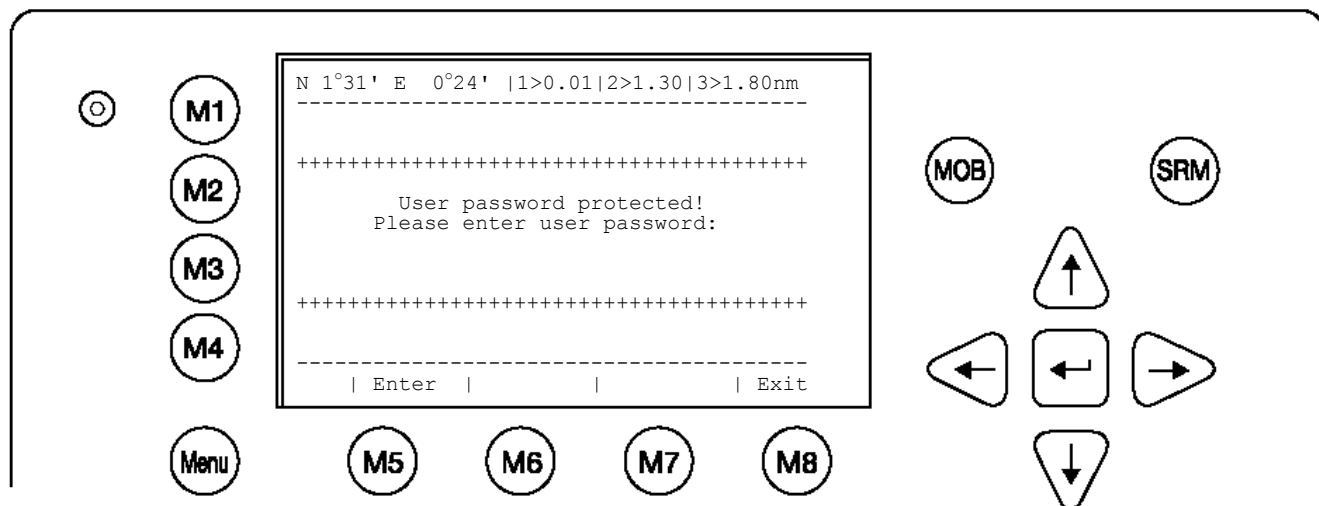 N 1°31' E 0°24' |1>0.01|2>1.30|3>1.80nm
----------------------------------------
++++++++++++++++++++++++++++++++++++++++
User password protected!
Please enter user password:
++++++++++++++++++++++++++++++++++++++++
----------------------------------------
| Enter | | | Exit
M1
M2
M3
M4
Menu
M5
M6
M7
M8
MOB
SRM